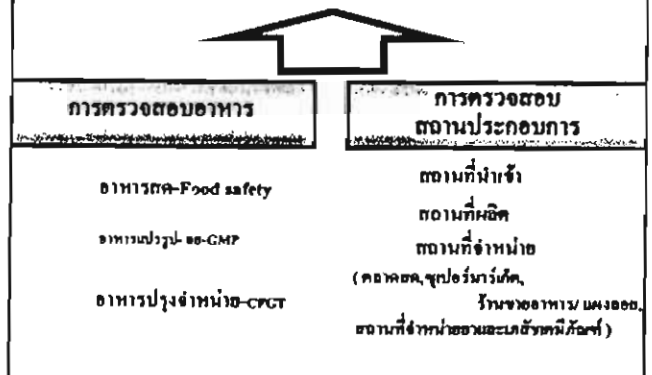 การตรวจสอบอาหาร
อาหารสด-Food safety
อาหารแปรรูป- อย-GMP
อาหารปรุงจำหน่าย-CFGT
การตรวจสอบ
สถานประกอบการ
สถานที่นำเข้า
สถานที่ผลิต
สถานที่จำหน่าย
(ตลาดสด,ซุปเปอร์มาร์เก็ต,
ร้านขายอาหาร/แผงลอย,
สถานที่จำหน่ายยาและเภสัชเคมีภัณฑ์)